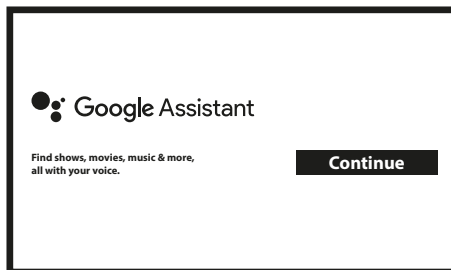 Google Assistant
Find shows, movies, music & more,
all with your voice.
Continue